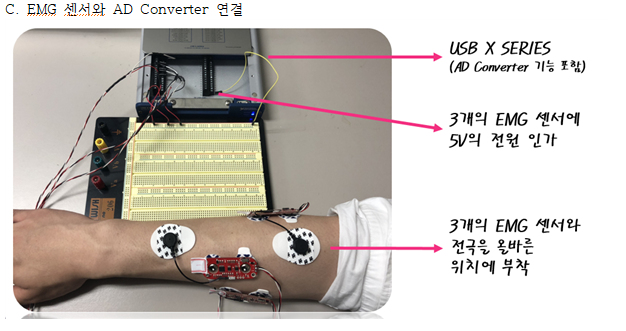 C. EMG 센서와 AD Converter 연결
USB X SERIES
(AD Converter 기능 포함)
3개의 EMG 센서에
5V의 전원 인가
3개의 EMG 센서와
전극을 올바른
위치에 부착